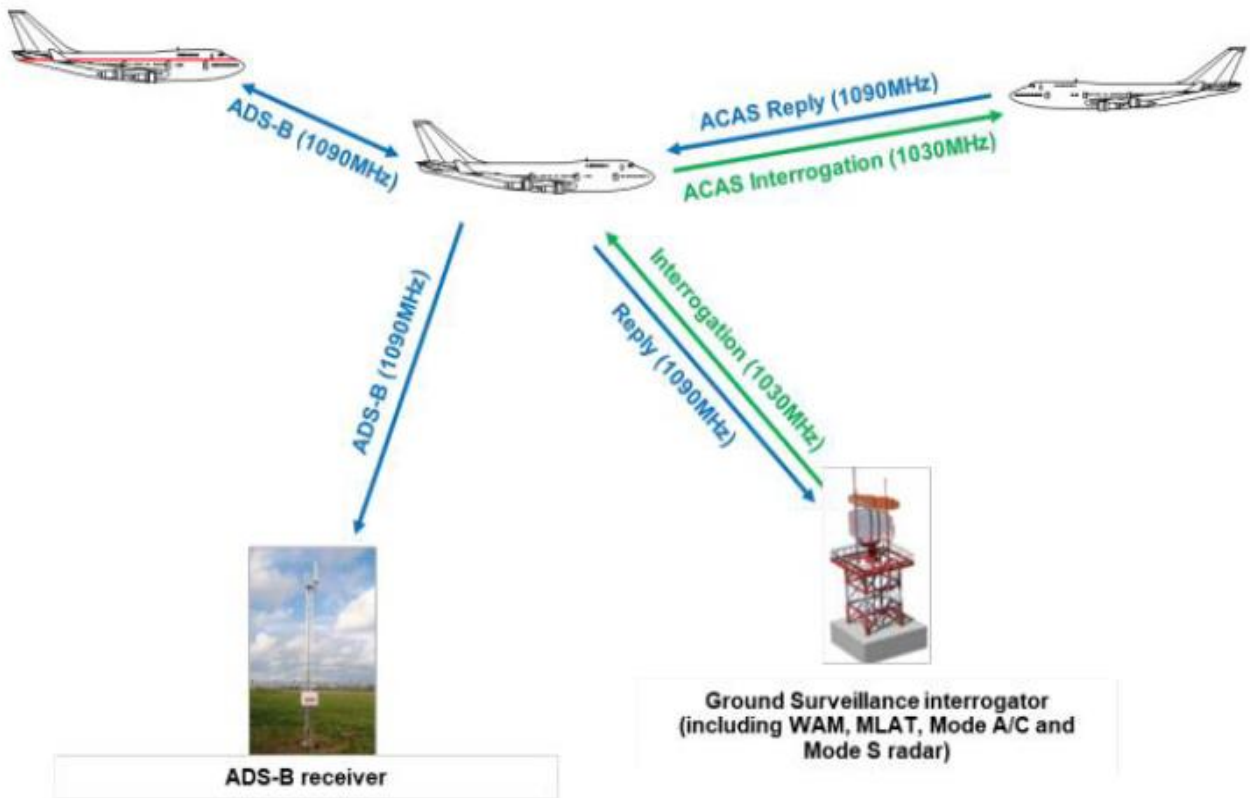 ADS-B (1090MHz)
ACAS Reply (1090MHz)
ACAS Interrogation (1030MHz)
ADS-B (1090MHz)
Interrogation (1030MHz)
Reply (1090MHz)
Ground Surveillance interrogator
(including WAM, MLAT, Mode A/C and
Mode S radar)
ADS-B receiver